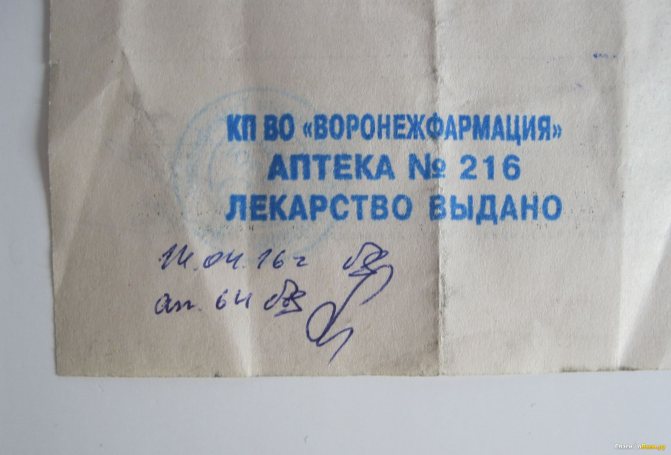 КП ВО «ВОРОНЕЖФАРМАЦИЯ»
АПТЕКА № 216
ЛЕКАРСТВО ВЫДАНО
14.04.16г
ап. 64